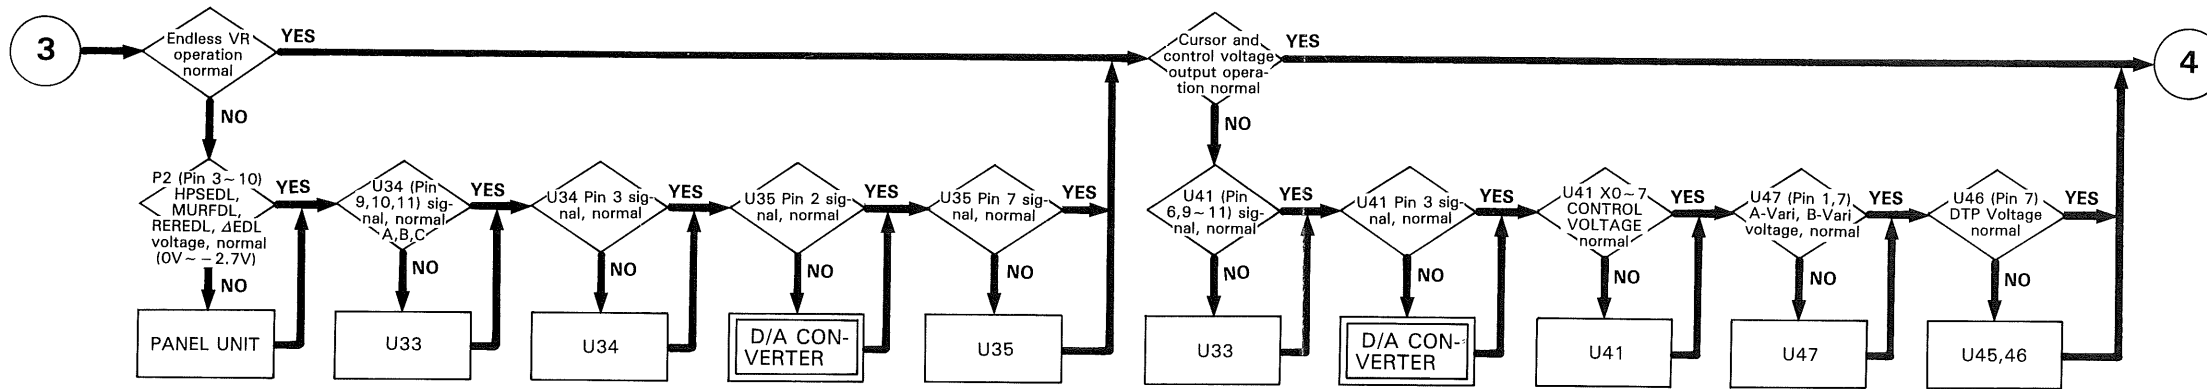 3
Endless VR
operation
normal
YES
NO
P2 (Pin 3~10)
HPSEDL,
MURFDL,
REREDL, ΔEDL
voltage, normal
(0V~ -2.7V)
YES
NO
PANEL UNIT
U34 (Pin
9,10,11) sig-
nal, normal
A,B,C
YES
NO
U33
U34 Pin 3 sig-
nal, normal
YES
NO
U34
U35 Pin 2 sig-
nal, normal
YES
NO
D/A CON-
VERTER
U35 Pin 7 sig-
nal, normal
YES
NO
U35
Cursor and
control voltage
output opera-
tion normal
YES
NO
U41 (Pin
6,9~11) sig-
nal, normal
YES
NO
U33
U41 Pin 3 sig-
nal, normal
YES
NO
D/A CON-
VERTER
U41 X0~7
CONTROL
VOLTAGE
normal
YES
NO
U41
U47 (Pin 1,7)
A-Vari, B-Vari
voltage, normal
YES
NO
U47
U46 (Pin 7)
DTP Voltage
normal
YES
NO
U45,46
4